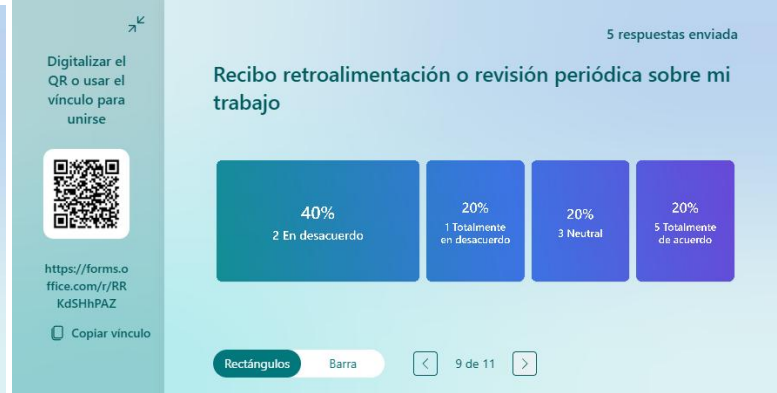 5 respuestas enviada
Digitalizar el
QR o usar el
vínculo para
unirse
https://forms.o
ffice.com/r/RR
KdSHhPAZ
Copiar vínculo
Recibo retroalimentación o revisión periódica sobre mi
trabajo
40%
2 En desacuerdo
20%
1 Totalmente
en desacuerdo
20%
3 Neutral
20%
5 Totalmente
de acuerdo
Rectángulos
Barra
9 de 11